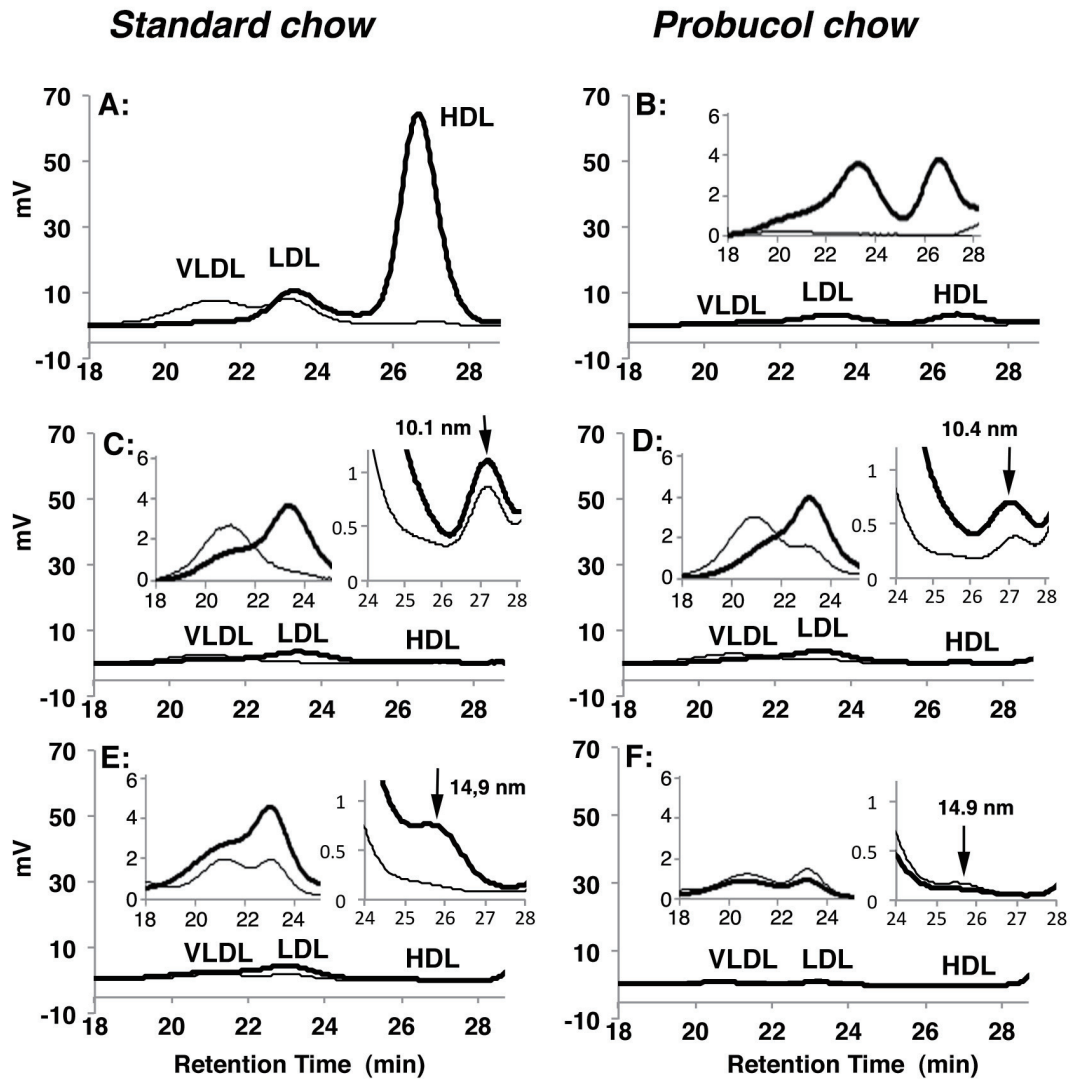 Standard chow
Probucol chow
A:
70
50
30
10
-10
mV
VLDL
LDL
HDL
18 20 22 24 26 28
B:
70
50
30
10
-10
6
4
2
0
18 20 22 24 26 28
VLDL
LDL
HDL
18 20 22 24 26 28
C:
70
50
30
10
-10
mV
6
4
2
0
18 20 22 24
10.1 nm
1
0.5
0
24 25 26 27 28
VLDL
LDL
HDL
18 20 22 24 26 28
D:
70
50
30
10
-10
6
4
2
0
18 20 22 24
10.4 nm
1
0.5
0
24 25 26 27 28
VLDL
LDL
HDL
18 20 22 24 26 28
E:
70
50
30
10
-10
mV
6
4
2
0
18 20 22 24
14,9 nm
1
0.5
0
24 25 26 27 28
VLDL
LDL
HDL
18 20 22 24 26 28
Retention Time (min)
F:
70
50
30
10
-10
6
4
2
0
18 20 22 24
14.9 nm
1
0.5
0
24 25 26 27 28
VLDL
LDL
HDL
18 20 22 24 26 28
Retention Time (min)